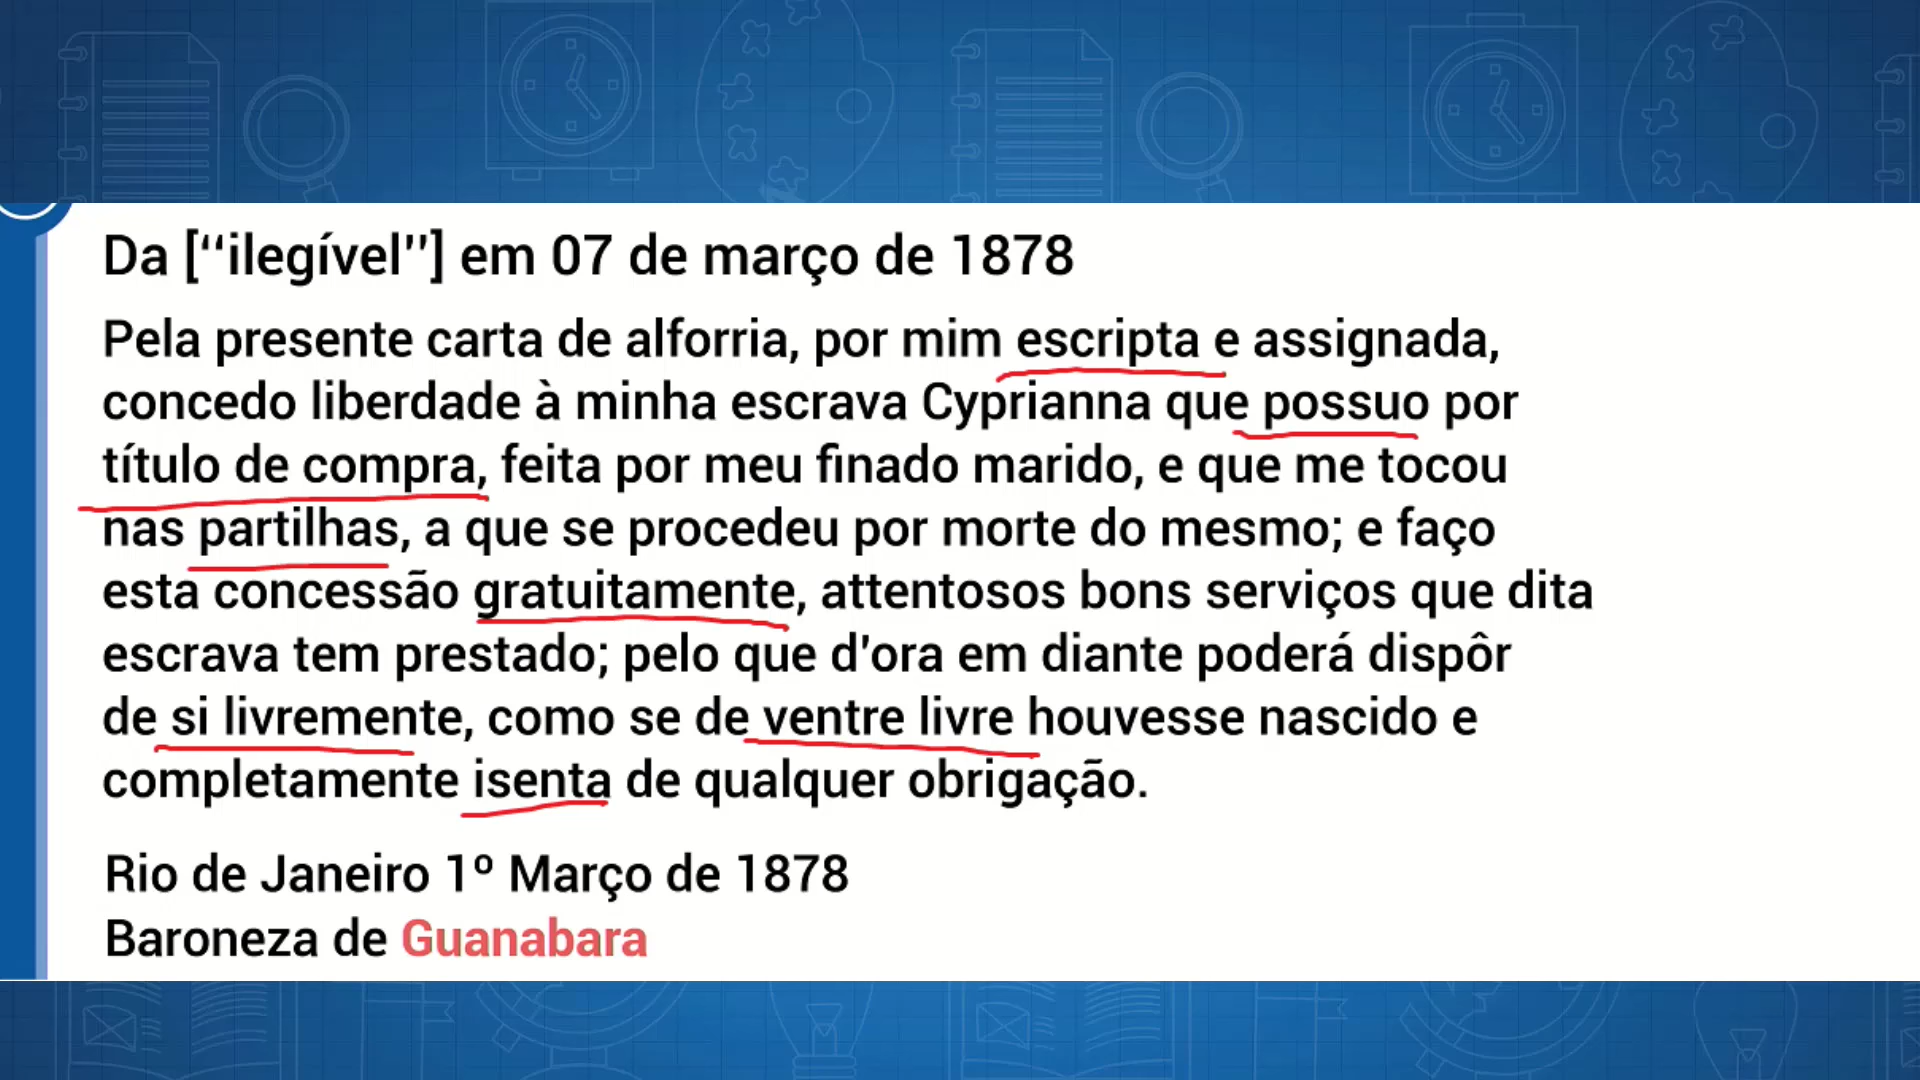 Da [“ilegível”] em 07 de março de 1878
Pela presente carta de alforria, por mim escripta e assignada,
concedo liberdade à minha escrava Cyprianna que possuo por
título de compra, feita por meu finado marido, e que me tocou
nas partilhas, a que se procedeu por morte do mesmo; e faço
esta concessão gratuitamente, attentosos bons serviços que dita
escrava tem prestado; pelo que d'ora em diante poderá dispôr
de si livremente, como se de ventre livre houvesse nascido e
completamente isenta de qualquer obrigação.
Rio de Janeiro 1º Março de 1878
Baroneza de Guanabara